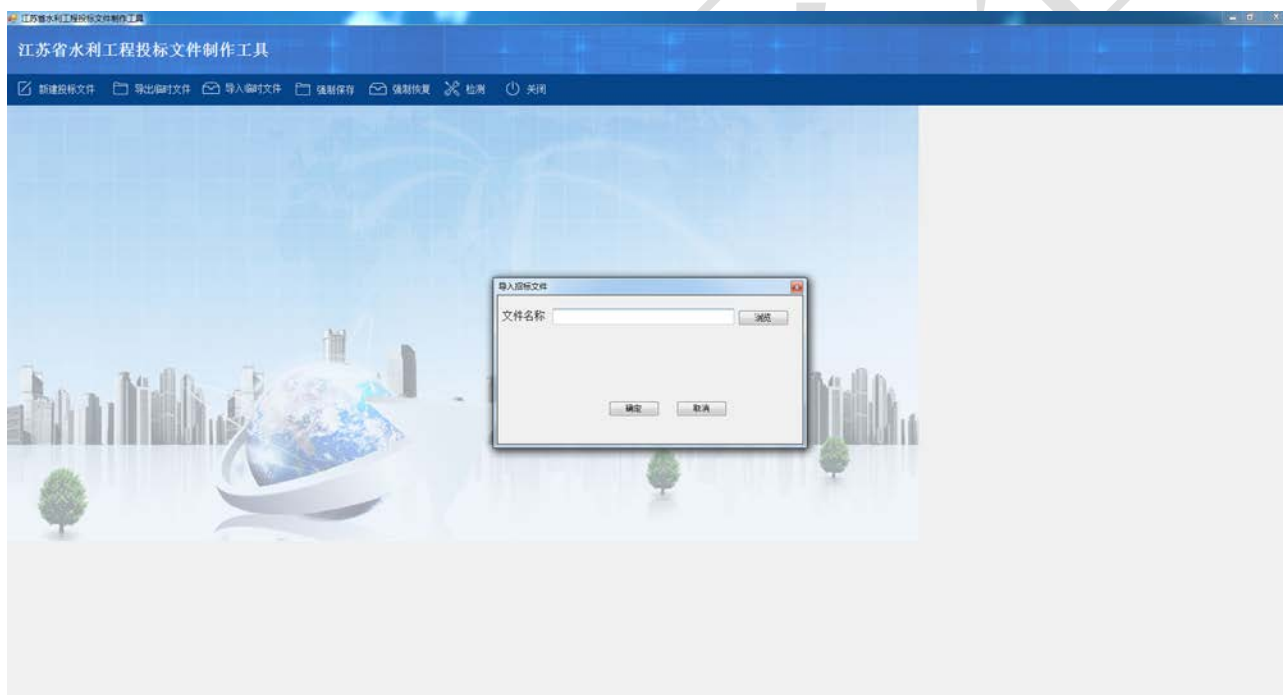 江苏省水利工程投标文件制作工具
江苏省水利工程投标文件制作工具
新建投标文件 导出临时文件 导入临时文件 强制保存 强制恢复 检测 关闭
导入招标文件
文件名称 浏览
确定 取消